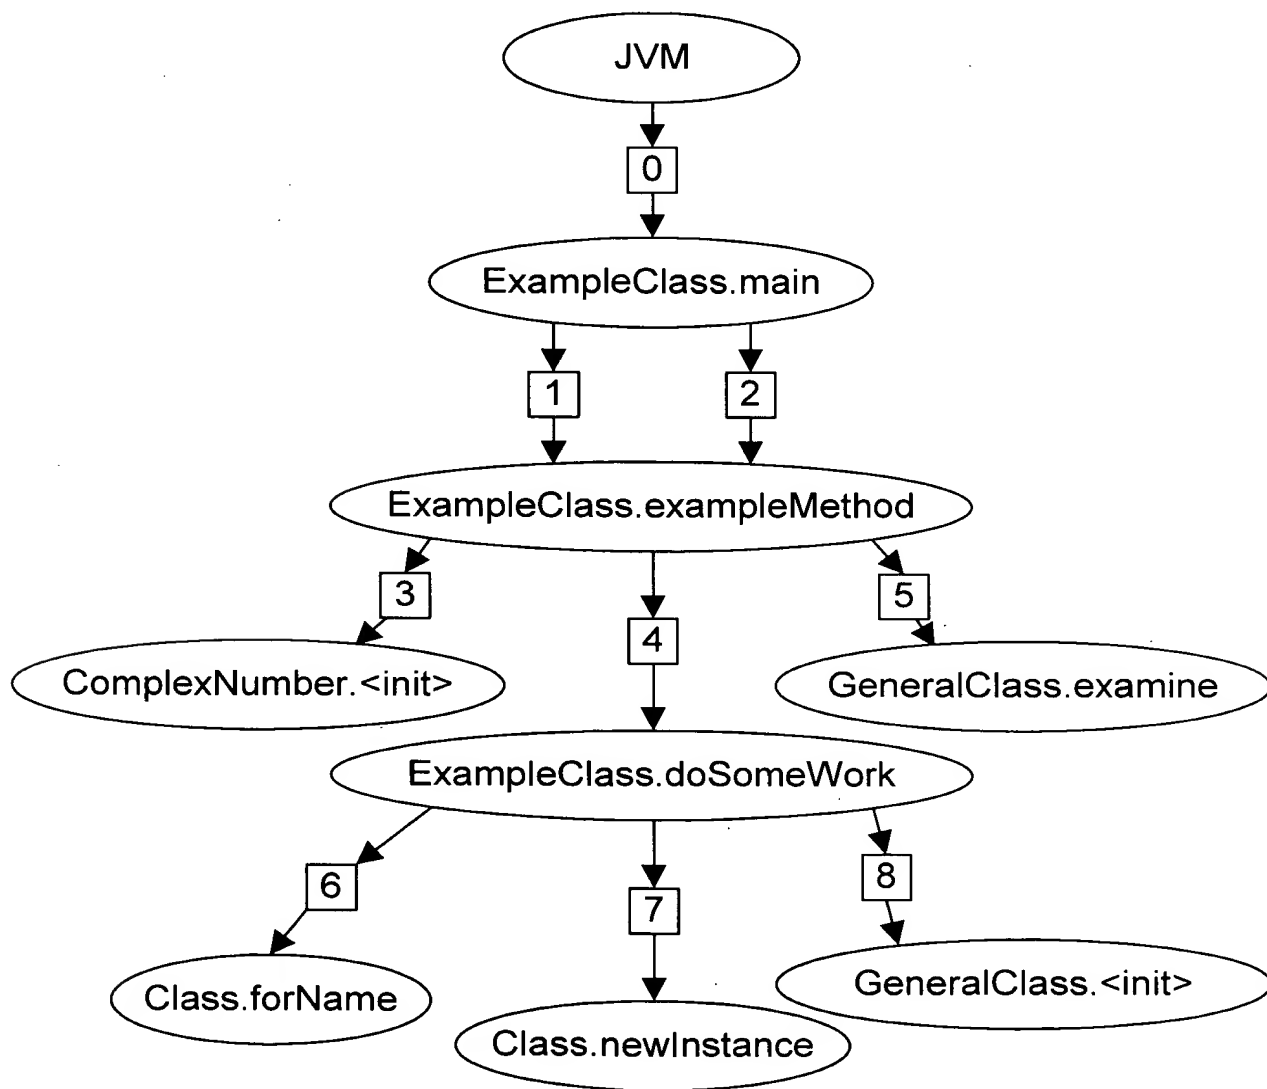 JVM
0
ExampleClass.main
1 2
ExampleClass.exampleMethod
3 4 5
ComplexNumber.<init> GeneralClass.examine
ExampleClass.doSomeWork
6 7 8
Class.forName GeneralClass.<init>
Class.newInstance